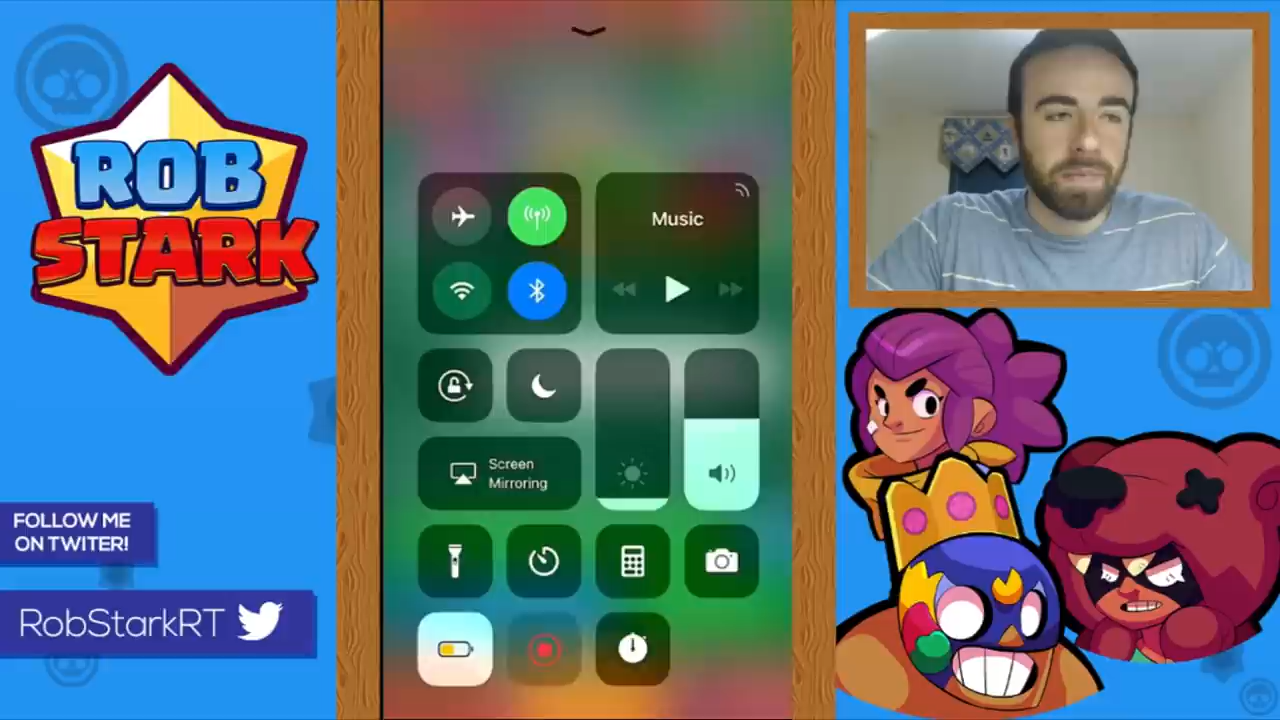 ROB
STARK
FOLLOW ME
ON TWITER!
RobStarkRT
Music
Screen
Mirroring